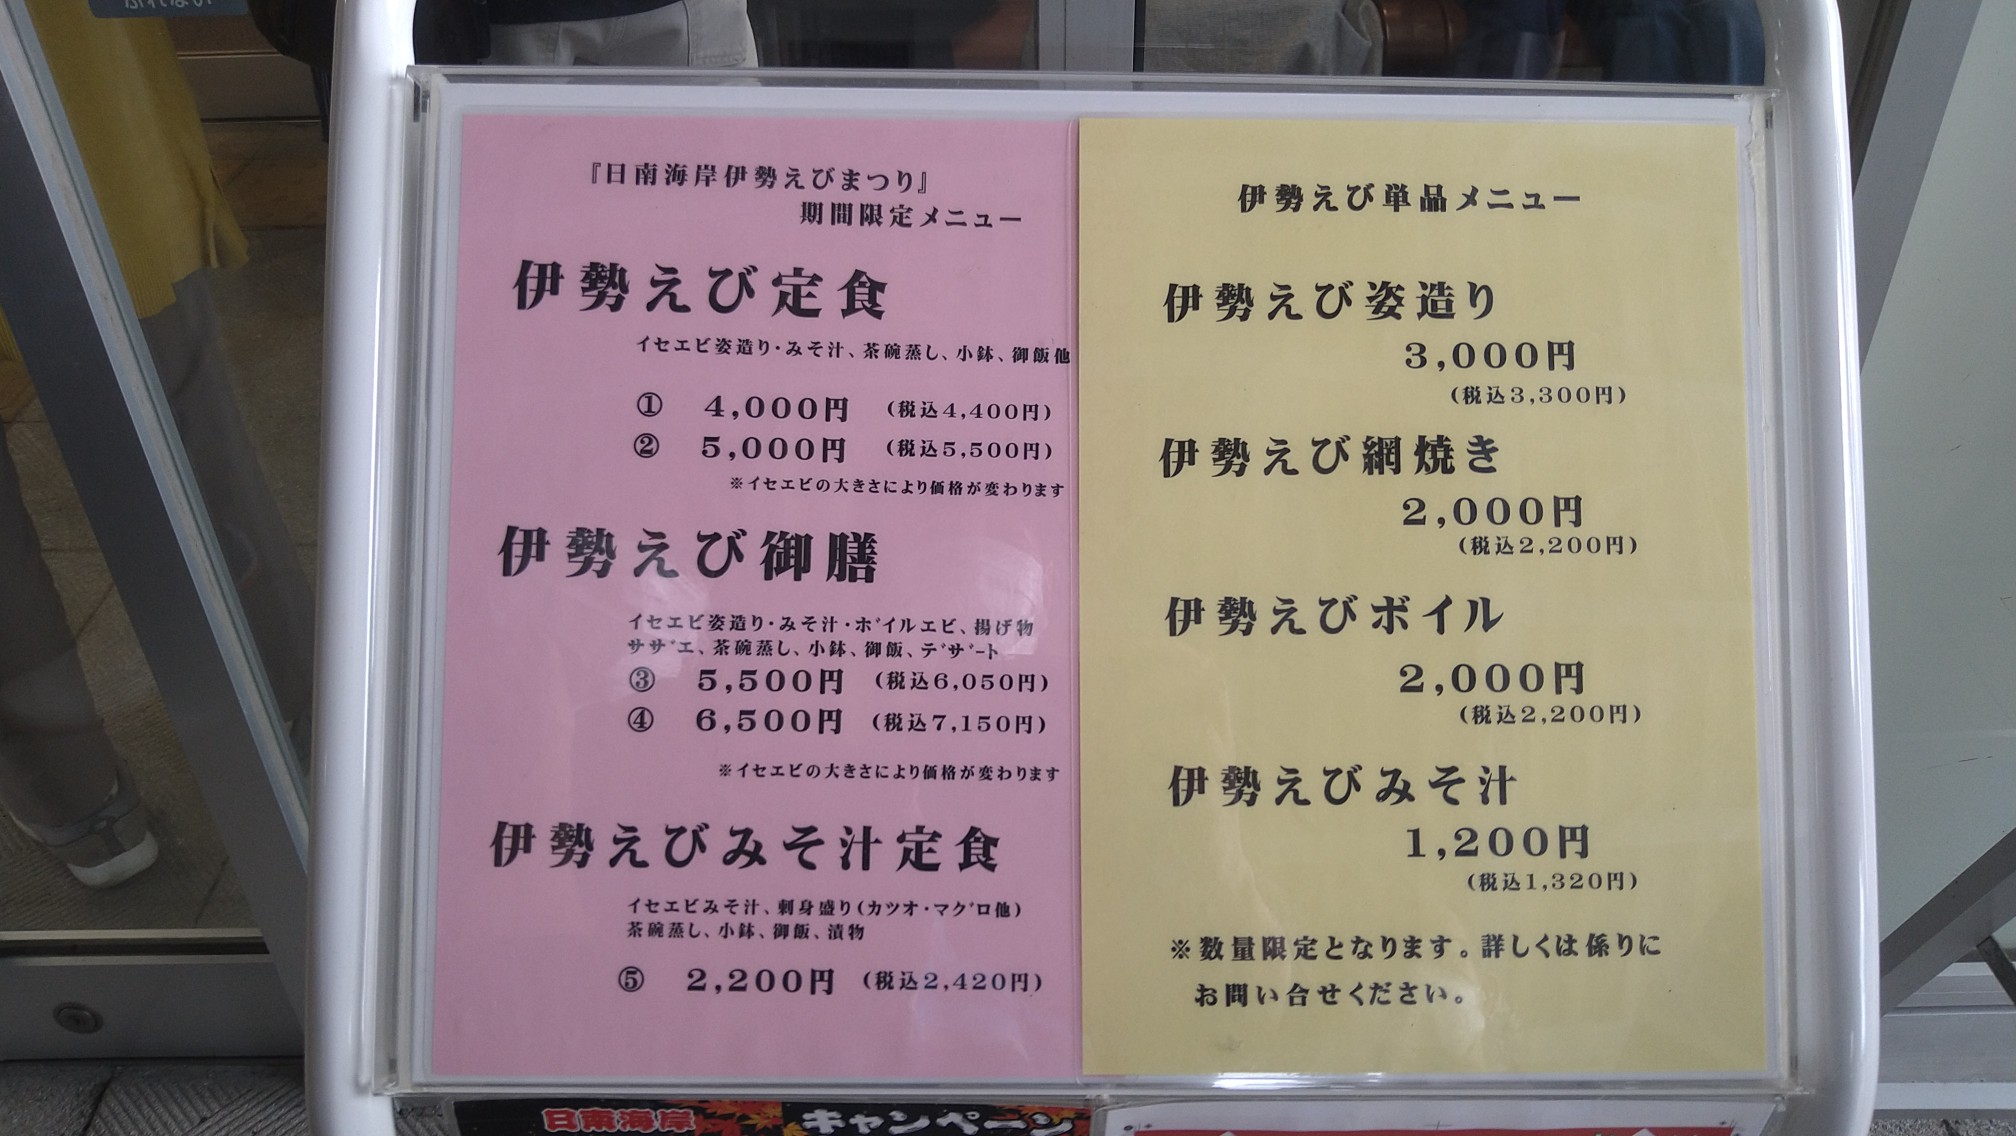 『日南海岸伊勢えびまつり』
期間限定メニュー
伊勢えび定食
イセエビ姿造り・みそ汁、茶碗蒸し、小鉢、御飯他
① 4,000円 (税込4,400円)
② 5,000円 (税込5,500円)
※イセエビの大きさにより価格が変わります
伊勢えび御膳
イセエビ姿造り・みそ汁・ボイルエビ、揚げ物
サザエ、茶碗蒸し、小鉢、御飯、デザート
③ 5,500円 (税込6,050円)
④ 6,500円 (税込7,150円)
※イセエビの大きさにより価格が変わります
伊勢えびみそ汁定食
イセエビみそ汁、刺身盛り(カツオ・マグロ他)
茶碗蒸し、小鉢、御飯、漬物
⑤ 2,200円 (税込2,420円)
伊勢えび単品メニュー
伊勢えび姿造り
3,000円
(税込3,300円)
伊勢えび網焼き
2,000円
(税込2,200円)
伊勢えびボイル
2,000円
(税込2,200円)
伊勢えびみそ汁
1,200円
(税込1,320円)
※数量限定となります。詳しくは係りに
お問い合せください。
日南海岸 キャンペーン